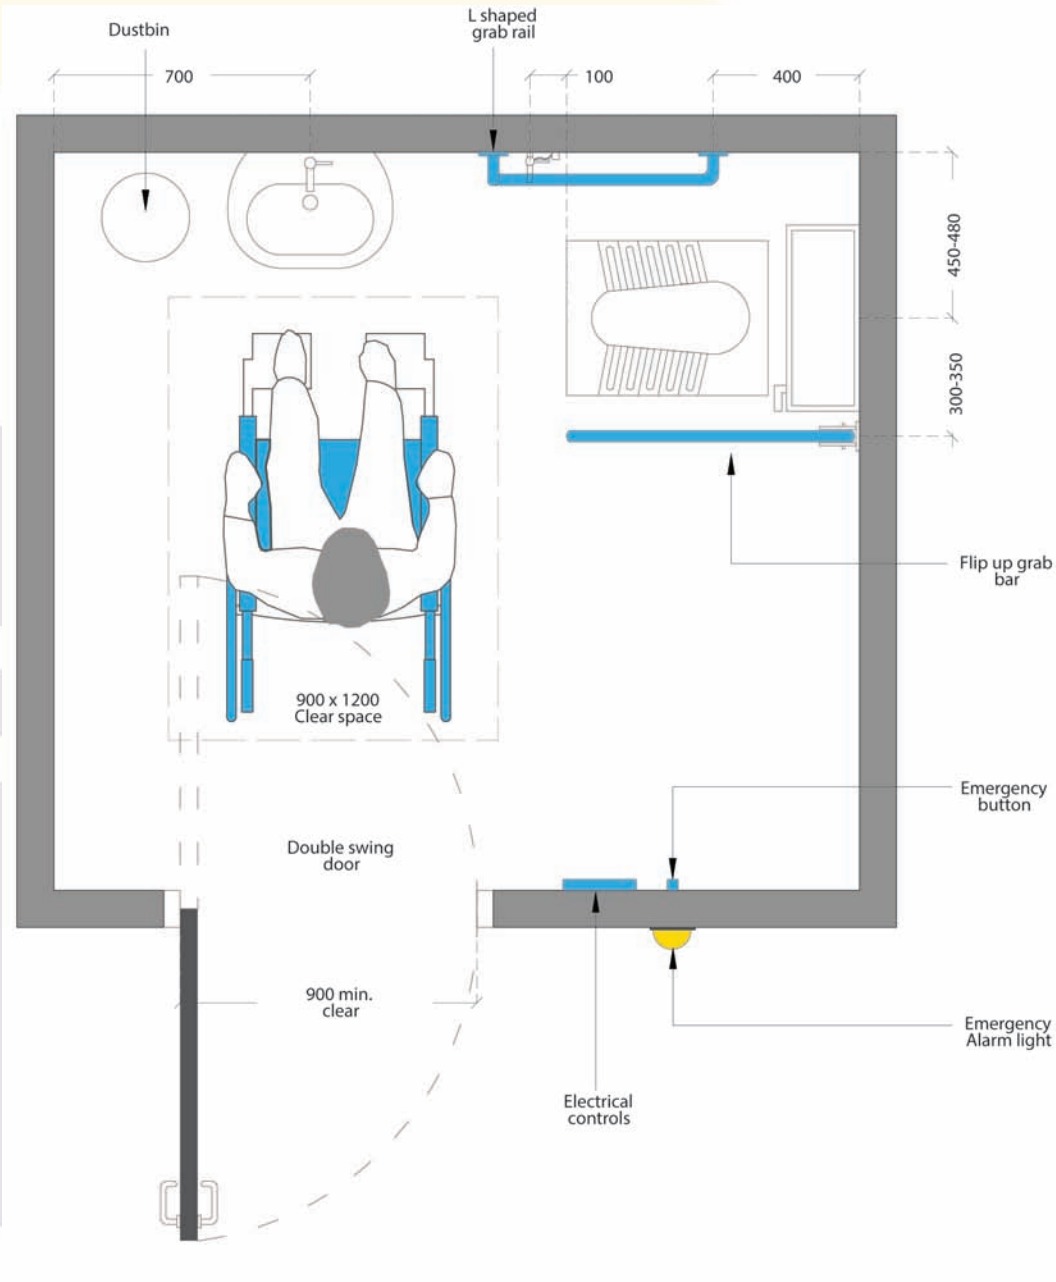 Dustbin
L shaped
grab rail
700
100
400
450-480
300-350
Flip up grab
bar
900 x 1200
Clear space
Emergency
button
Double swing
door
900 min.
clear
Emergency
Alarm light
Electrical
controls